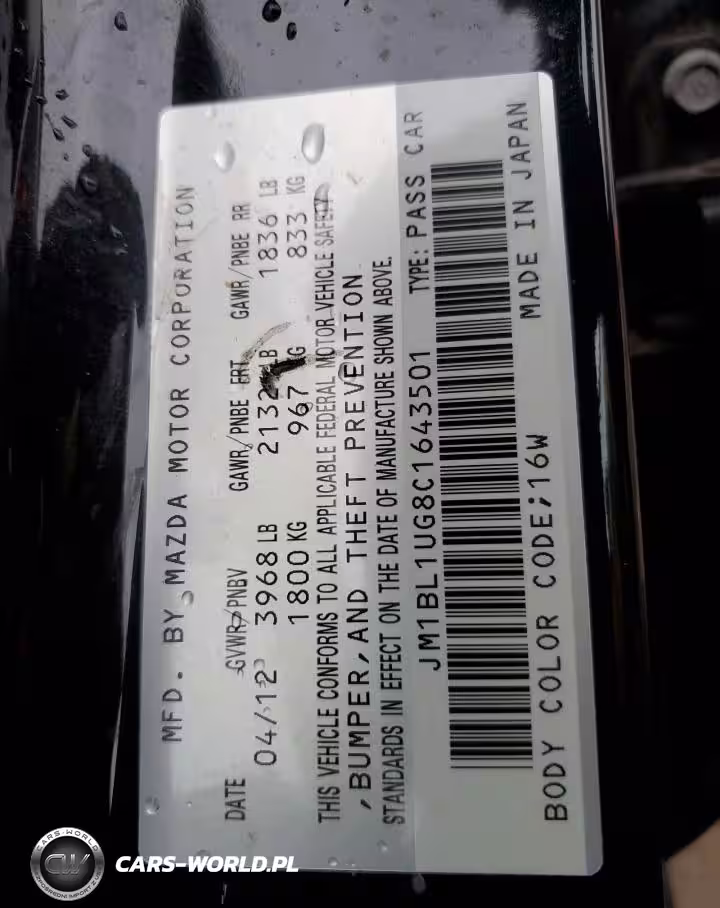 MFD. BY MAZDA MOTOR CORPORATION
DATE GVWR/PNBV GAWR/PNBE FRT GAWR/PNBE RR
04/12 3968 LB 2132 LB 1836 LB
1800 KG 967 KG 833 KG
THIS VEHICLE CONFORMS TO ALL APPLICABLE FEDERAL MOTOR VEHICLE SAFETY
,BUMPER,AND THEFT PREVENTION
STANDARDS IN EFFECT ON THE DATE OF MANUFACTURE SHOWN ABOVE.
JM1BL1UG8C1643501 TYPE: PASS CAR
BODY COLOR CODE;16W MADE IN JAPAN
CARS-WORLD.PL
CARS-WORLD
CW